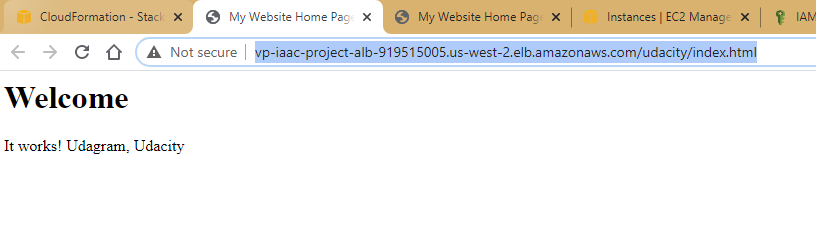 CloudFormation - Stack
My Website Home Page
My Website Home Page
Instances | EC2 Manage
IAM
Not secure
vp-iaac-project-alb-919515005.us-west-2.elb.amazonaws.com/udacity/index.html
Welcome
It works! Udagram, Udacity